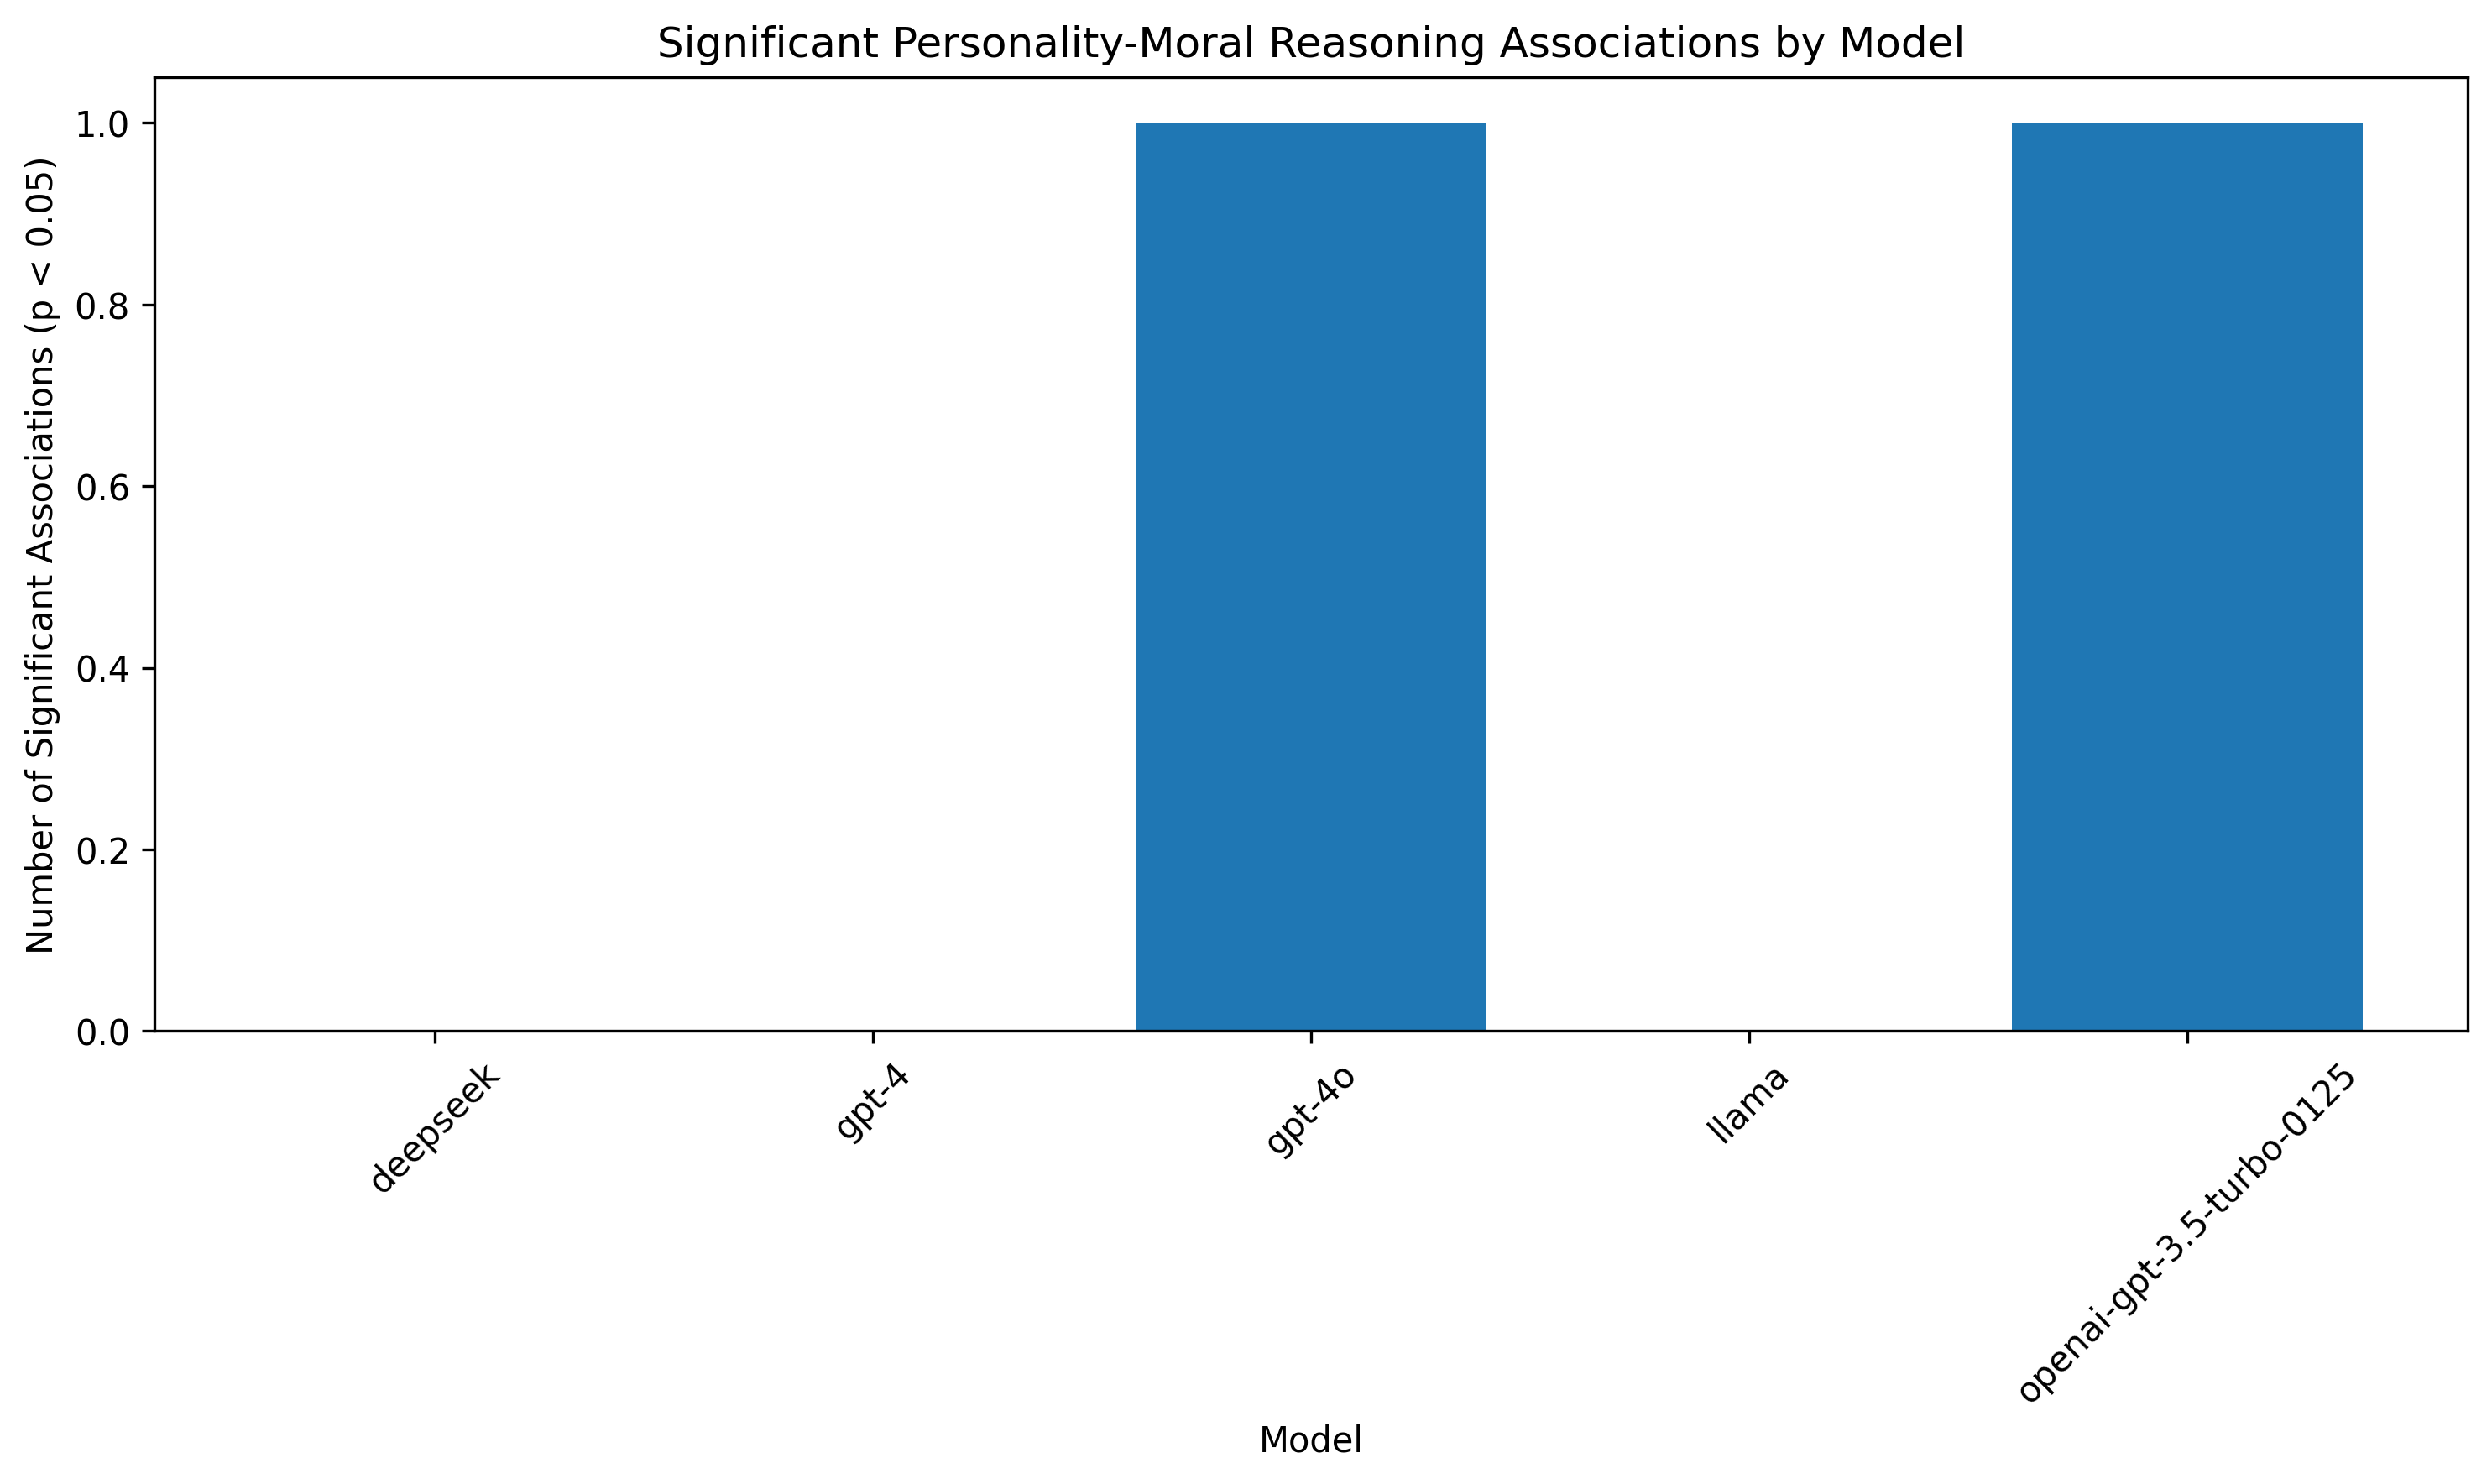 Significant Personality-Moral Reasoning Associations by Model
Number of Significant Associations (p < 0.05)
1.0
0.8
0.6
0.4
0.2
0.0
deepseek
gpt-4
gpt-4o
llama
openai-gpt-3.5-turbo-0125
Model